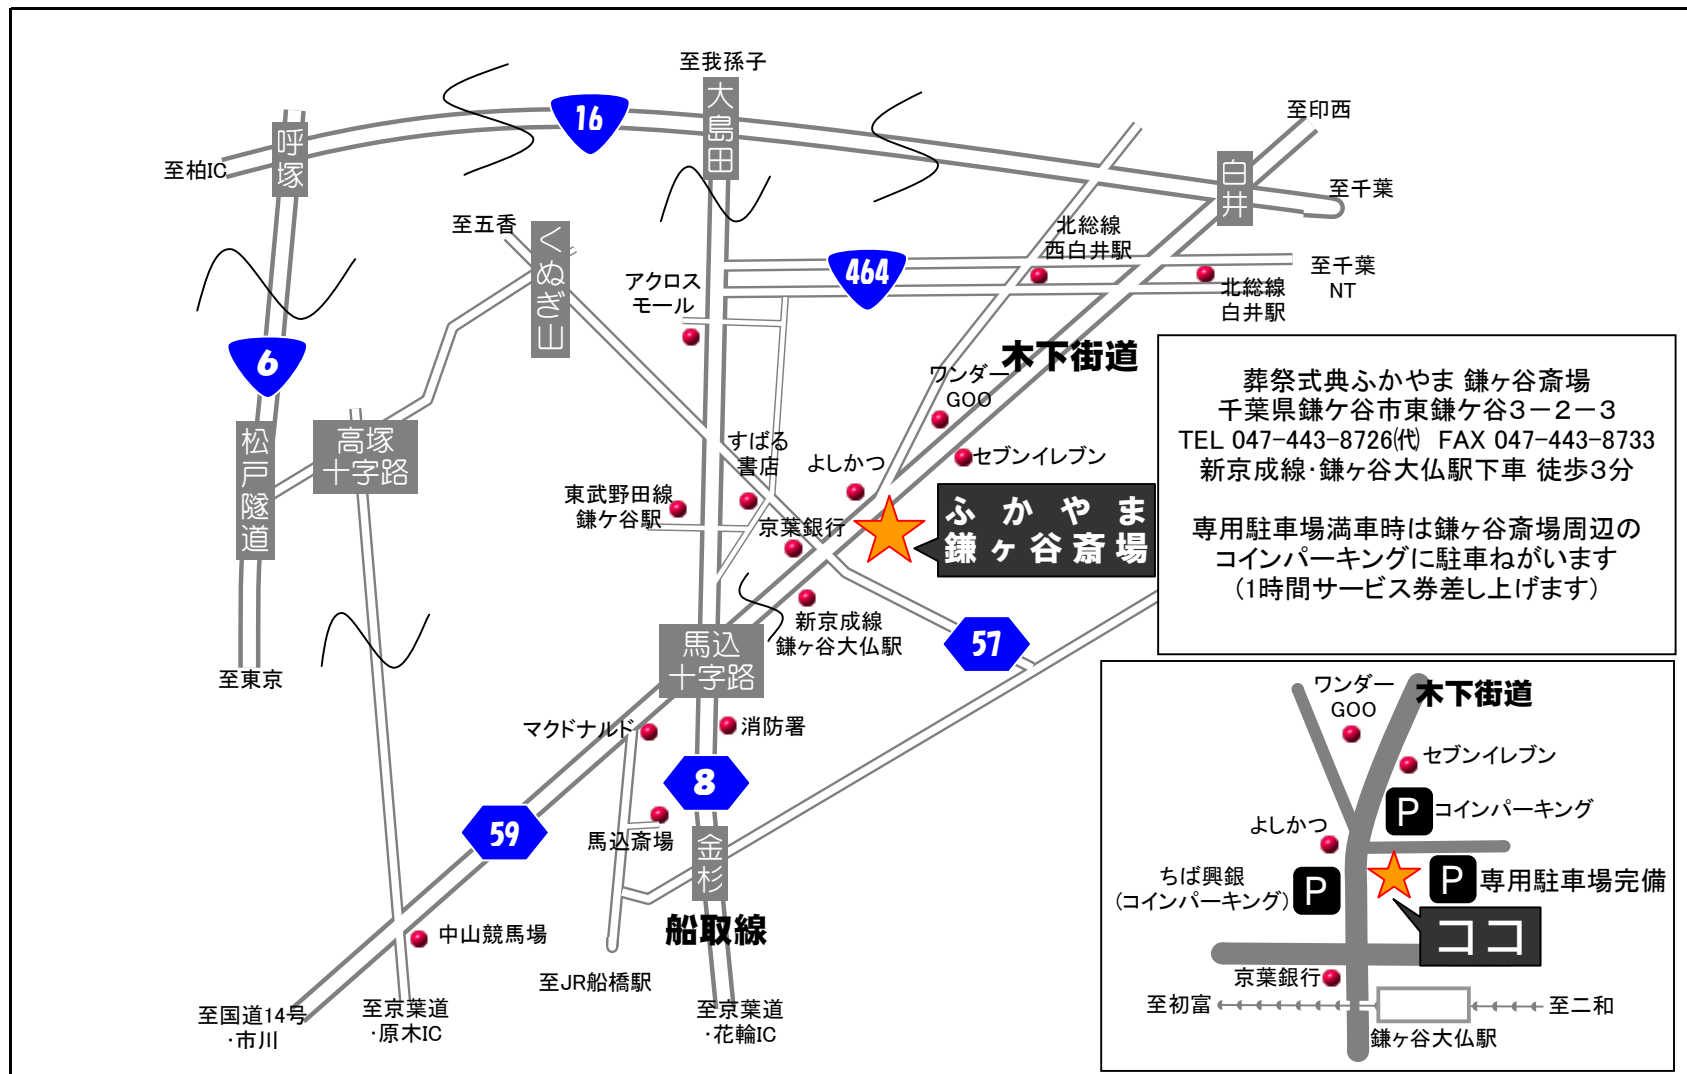 至我孫子
大島田
16
呼塚
至柏IC
至印西
白井
至千葉
至五香
くぬぎ山
北総線
西白井駅
464
至千葉
NT
北総線
白井駅
アクロス
モール
6
木下街道
ワンダー
GOO
松戸隧道
高塚
十字路
すばる
書店
よしかつ
セブンイレブン
東武野田線
鎌ケ谷駅
京葉銀行
ふかやま
鎌ヶ谷斎場
新京成線
鎌ヶ谷大仏駅
57
馬込
十字路
至東京
マクドナルド
消防署
8
59
馬込斎場
金杉
船取線
中山競馬場
至JR船橋駅
至国道14号
・市川
至京葉道
・原木IC
至京葉道
・花輪IC
葬祭式典ふかやま 鎌ヶ谷斎場
千葉県鎌ケ谷市東鎌ケ谷3-2-3
TEL 047-443-8726㈹ FAX 047-443-8733
新京成線・鎌ヶ谷大仏駅下車 徒歩3分
専用駐車場満車時は鎌ヶ谷斎場周辺の
コインパーキングに駐車ねがいます
(1時間サービス券差し上げます)
ワンダー
GOO
木下街道
セブンイレブン
P コインパーキング
よしかつ
ちば興銀
(コインパーキング) P
P 専用駐車場完備
ココ
京葉銀行
至初富
至二和
鎌ヶ谷大仏駅